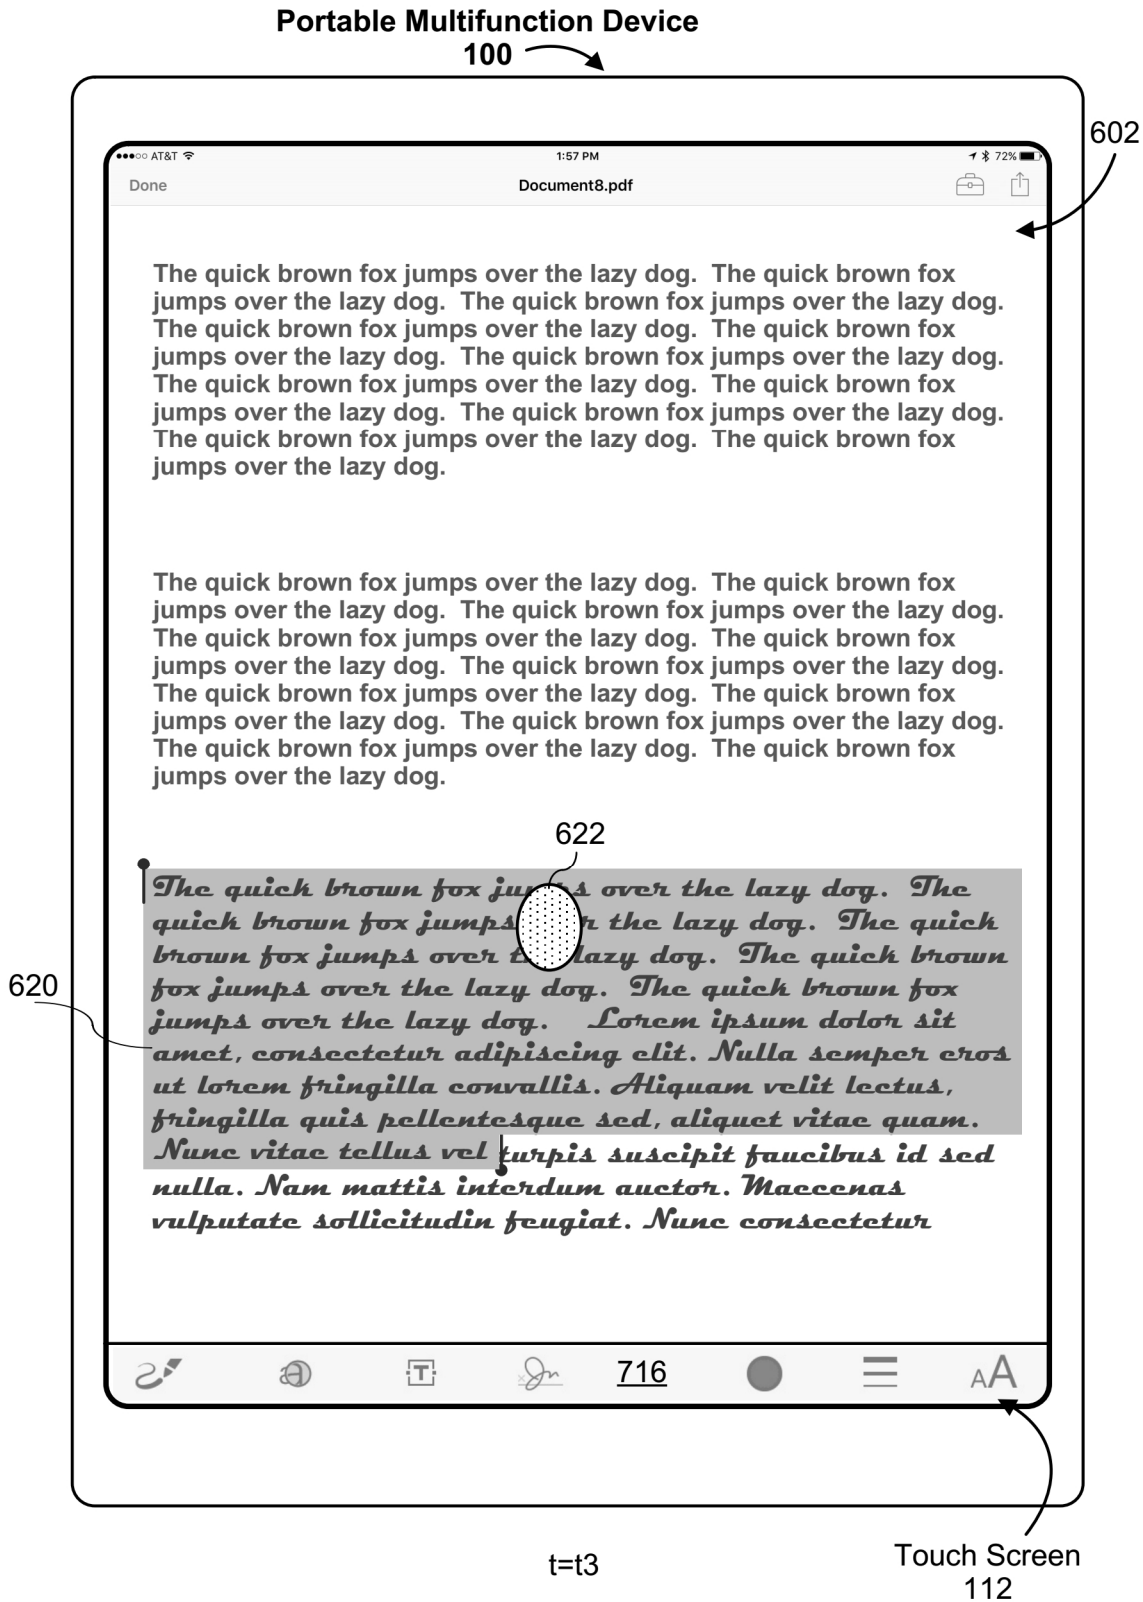 Portable Multifunction Device
100
602
AT&T 1:57 PM 72%
Done Document8.pdf
The quick brown fox jumps over the lazy dog. The quick brown fox
jumps over the lazy dog. The quick brown fox jumps over the lazy dog.
The quick brown fox jumps over the lazy dog. The quick brown fox
jumps over the lazy dog. The quick brown fox jumps over the lazy dog.
The quick brown fox jumps over the lazy dog. The quick brown fox
jumps over the lazy dog. The quick brown fox jumps over the lazy dog.
The quick brown fox jumps over the lazy dog. The quick brown fox
jumps over the lazy dog.
The quick brown fox jumps over the lazy dog. The quick brown fox
jumps over the lazy dog. The quick brown fox jumps over the lazy dog.
The quick brown fox jumps over the lazy dog. The quick brown fox
jumps over the lazy dog. The quick brown fox jumps over the lazy dog.
The quick brown fox jumps over the lazy dog. The quick brown fox
jumps over the lazy dog. The quick brown fox jumps over the lazy dog.
The quick brown fox jumps over the lazy dog. The quick brown fox
jumps over the lazy dog.
622
The quick brown fox jumps over the lazy dog. The
quick brown fox jumps the lazy dog. The quick
brown fox jumps over lazy dog. The quick brown
fox jumps over the lazy dog. The quick brown fox
620
jumps over the lazy dog. Lorem ipsum dolor sit
amet, consectetur adipiscing elit. Nulla semper eros
ut lorem fringilla convallis. Aliquam velit lectus,
fringilla quis pellentesque sed, aliquet vitae quam.
Nunc vitae tellus vel turpis suscipit faucibus id sed
nulla. Nam mattis interdum auctor. Maecenas
vulputate sollicitudin feugiat. Nunc consectetur
a T 716 AA
t=t3
Touch Screen
112